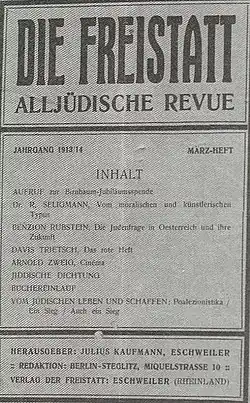 DIE FREISTATT
ALLJÜDISCHE REVUE
JAHRGANG 1913/14 MÄRZ-HEFT
INHALT
AUFRUF zur Birnbaum-Jubiläumsspende
Dr. R. SELIGMANN, Vom moralischen und künstlerischen
Typus
BENZION RUBSTEIN, Die Judenfrage in Oesterreich und ihre
Zukunft
DAVIS TRIETSCH, Das rote Heft
ARNOLD ZWEIG, Cinéma
JIDDISCHE DICHTUNG
BÜCHEREINLAUF
VOM JÜDISCHEN LEBEN UND SCHAFFEN: Poalezionistika /
Ein Sieg / Auch ein Sieg
HERAUSGEBER: JULIUS KAUFMANN, ESCHWEILER
:: REDAKTION: BERLIN-STEGLITZ, MIQUELSTRASSE 10 ::
VERLAG DER FREISTATT: ESCHWEILER (RHEINLAND)